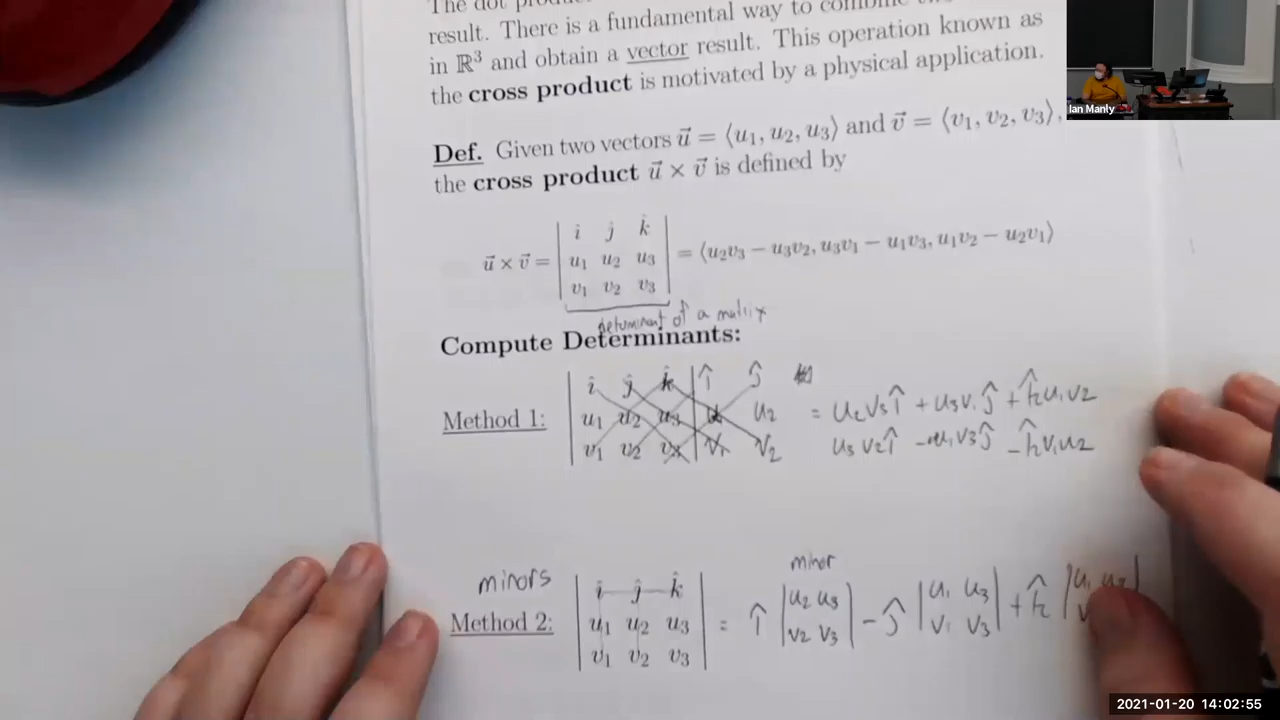 The dot product
result. There is a fundamental way to combine
in ℝ³ and obtain a vector result. This operation known as
the cross product is motivated by a physical application.
Ian Manly
Def. Given two vectors u⃗ = ⟨u₁, u₂, u₃⟩ and v⃗ = ⟨v₁, v₂, v₃⟩,
the cross product u⃗ × v⃗ is defined by
u⃗ × v⃗ = | î ĵ k̂ | = ⟨u₂v₃ − u₃v₂, u₃v₁ − u₁v₃, u₁v₂ − u₂v₁⟩
u₁ u₂ u₃
v₁ v₂ v₃
determinant of a matrix
Compute Determinants:
î ĵ k̂ | î ĵ
Method 1: u₁ u₂ u₃ | u₂ = u₂v₃î + u₃v₁ĵ + k̂u₁v₂
v₁ v₂ v₃ | v₁ v₂ u₃v₂î − u₁v₃ĵ − k̂v₁u₂
minor
minors | î ĵ k̂ |
Method 2: u₁ u₂ u₃ = î |u₂ u₃| − ĵ |u₁ u₃| + k̂ |u₁ u₂|
v₁ v₂ v₃ |v₂ v₃| |v₁ v₃|
2021-01-20 14:02:55